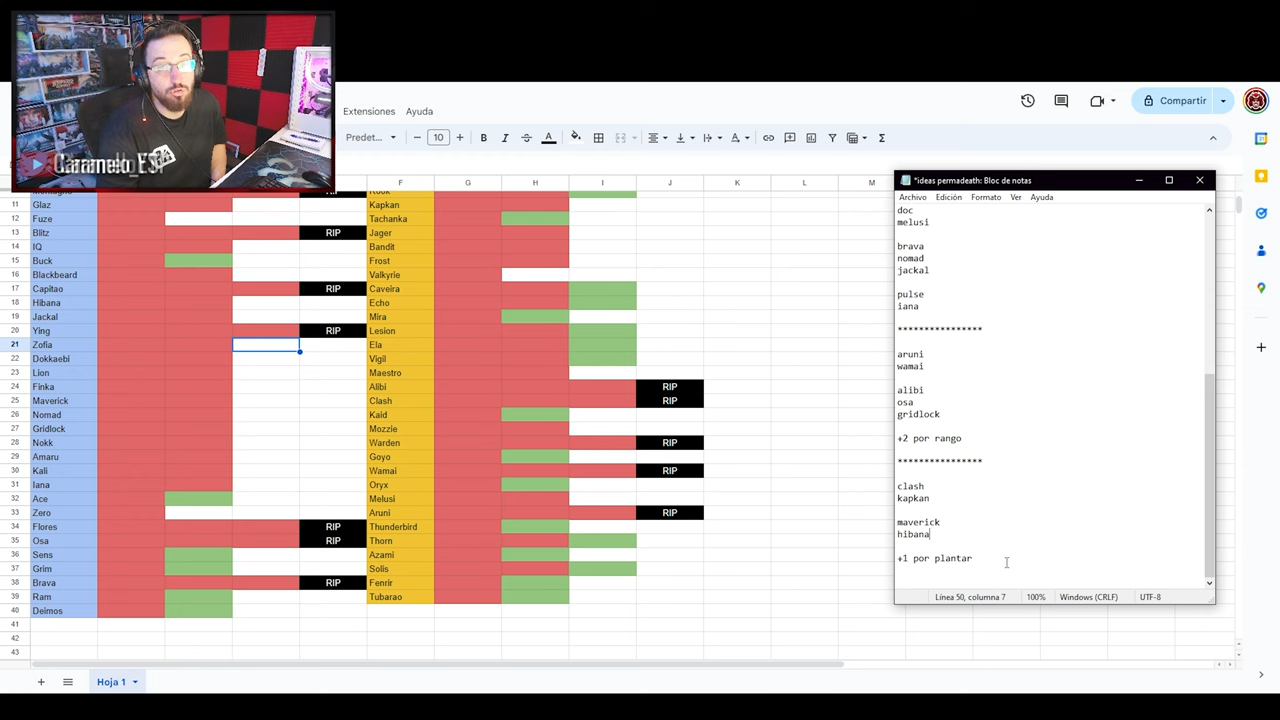 Caramelo_ESP
Extensiones Ayuda
Compartir
Predet... 10
F G H I J K L M
Rook
11 Glaz Kapkan
12 Fuze Tachanka
13 Blitz RIP Jager
14 IQ Bandit
15 Buck Frost
16 Blackbeard Valkyrie
17 Capitao RIP Caveira
18 Hibana Echo
19 Jackal Mira
20 Ying RIP Lesion
21 Zofia Ela
22 Dokkaebi Vigil
23 Lion Maestro
24 Finka Alibi RIP
25 Maverick Clash RIP
26 Nomad Kaid
27 Gridlock Mozzie
28 Nokk Warden RIP
29 Amaru Goyo
30 Kali Wamai RIP
31 Iana Oryx
32 Ace Melusi
33 Zero Aruni RIP
34 Flores RIP Thunderbird
35 Osa RIP Thorn
36 Sens Azami
37 Grim Solis
38 Brava RIP Fenrir
39 Ram Tubarao
40 Deimos
41
42
43
Hoja 1
*ideas permadeath: Bloc de notas
Archivo Edición Formato Ver Ayuda
doc
melusi
brava
nomad
jackal
pulse
iana
****************
aruni
wamai
alibi
osa
gridlock
+2 por rango
****************
clash
kapkan
maverick
hibana
+1 por plantar
Línea 50, columna 7 100% Windows (CRLF) UTF-8